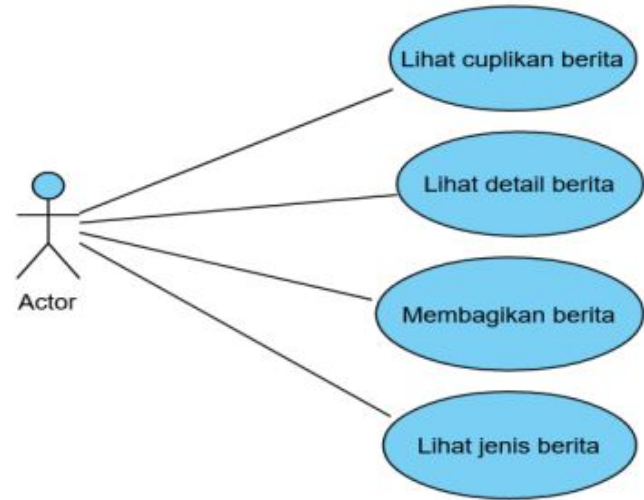 Lihat cuplikan berita
Lihat detail berita
Actor
Membagikan berita
Lihat jenis berita